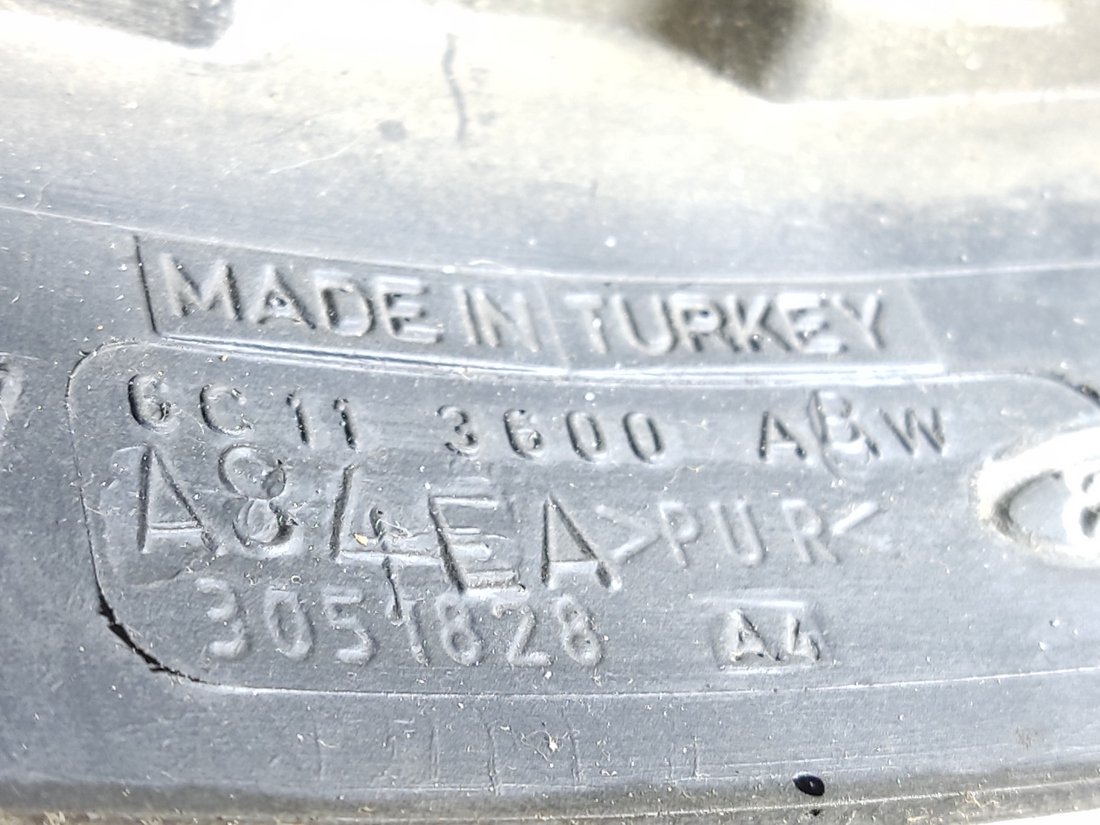 MADE IN TURKEY
6C11 3600 ABW
A84EA >PUR<
3051828 A4